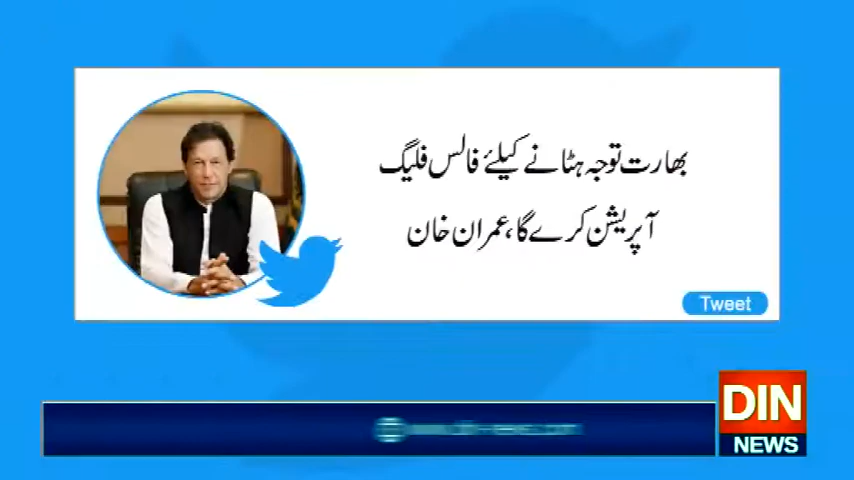 بھارت توجہ ہٹانے کیلئے فالس فلیگ
آپریشن کرے گا، عمران خان
Tweet
DIN
NEWS